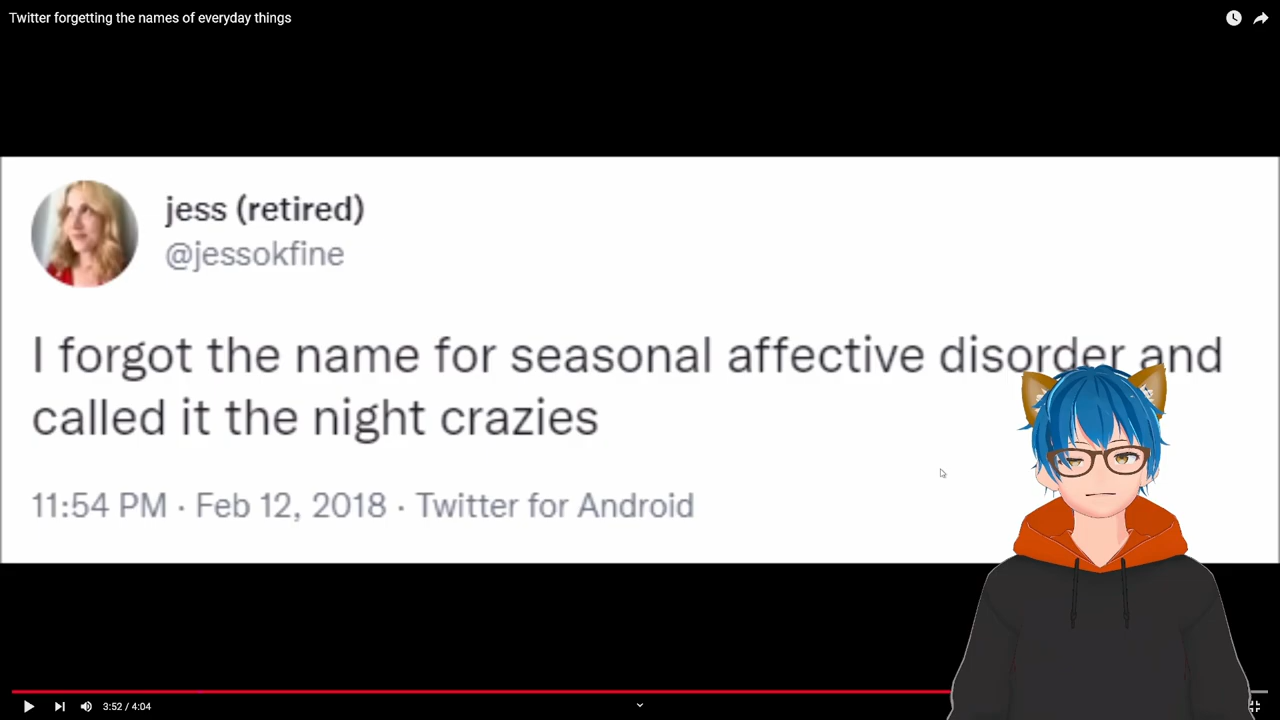 Twitter forgetting the names of everyday things
jess (retired)
@jessokfine
I forgot the name for seasonal affective disorder and
called it the night crazies
11:54 PM · Feb 12, 2018 · Twitter for Android
3:52 / 4:04